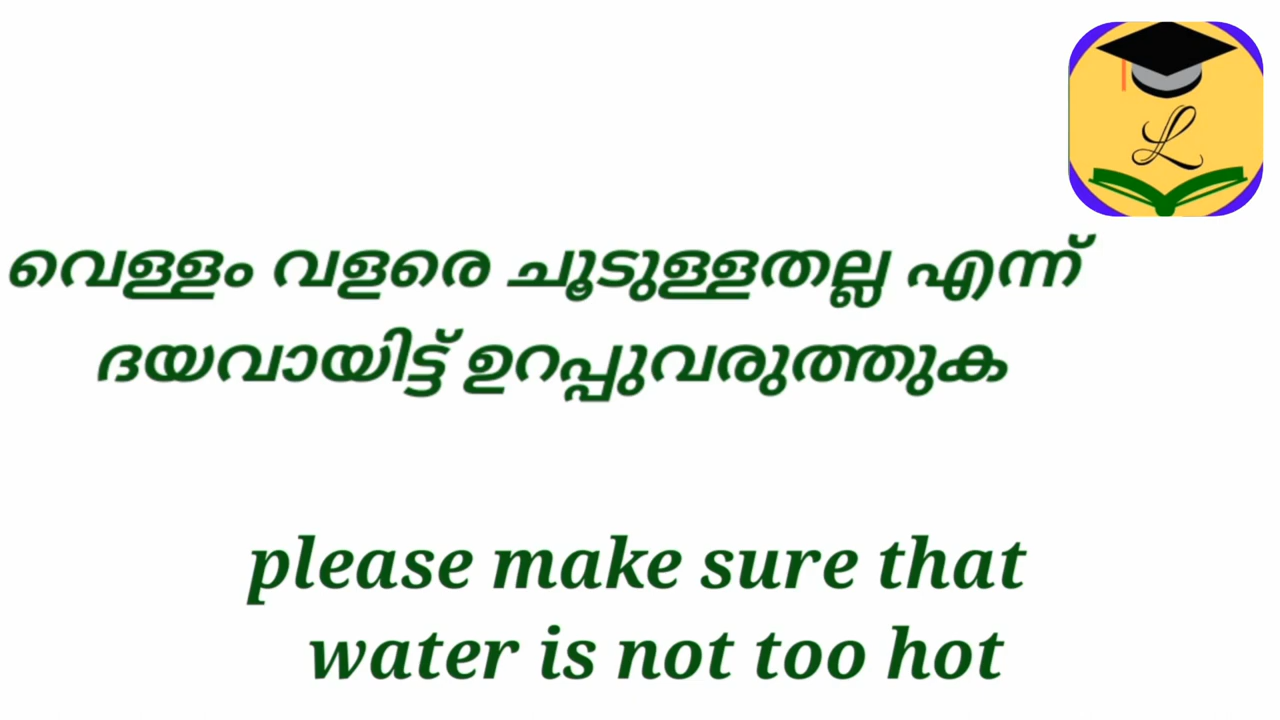 L
വെള്ളം വളരെ ചൂടുള്ളതല്ല എന്ന്
ദയവായിട്ട് ഉറപ്പുവരുത്തുക
please make sure that
water is not too hot